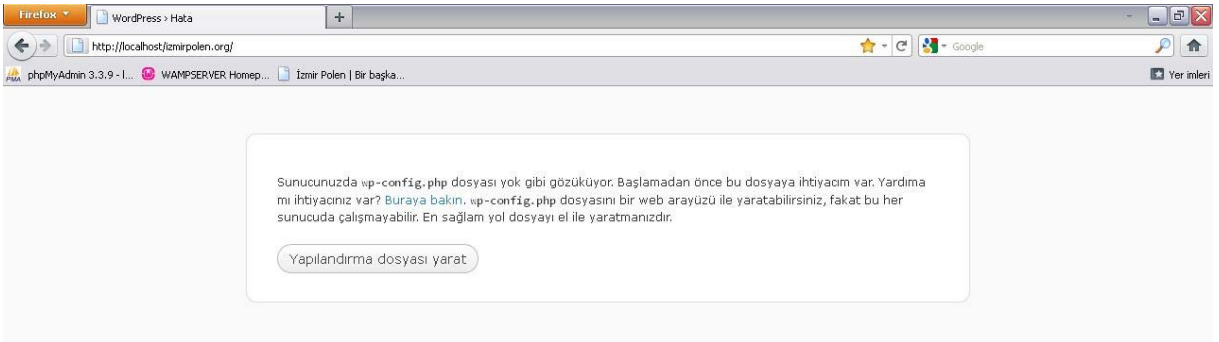 Firefox
WordPress › Hata
http://localhost/izmirpolen.org/
Google
phpMyAdmin 3.3.9 - l...
WAMPSERVER Homep...
İzmir Polen | Bir başka...
Yer imleri
Sunucunuzda wp-config.php dosyası yok gibi gözüküyor. Başlamadan önce bu dosyaya ihtiyacım var. Yardıma
mı ihtiyacınız var? Buraya bakın. wp-config.php dosyasını bir web arayüzü ile yaratabilirsiniz, fakat bu her
sunucuda çalışmayabilir. En sağlam yol dosyayı el ile yaratmanızdır.
Yapılandırma dosyası yarat